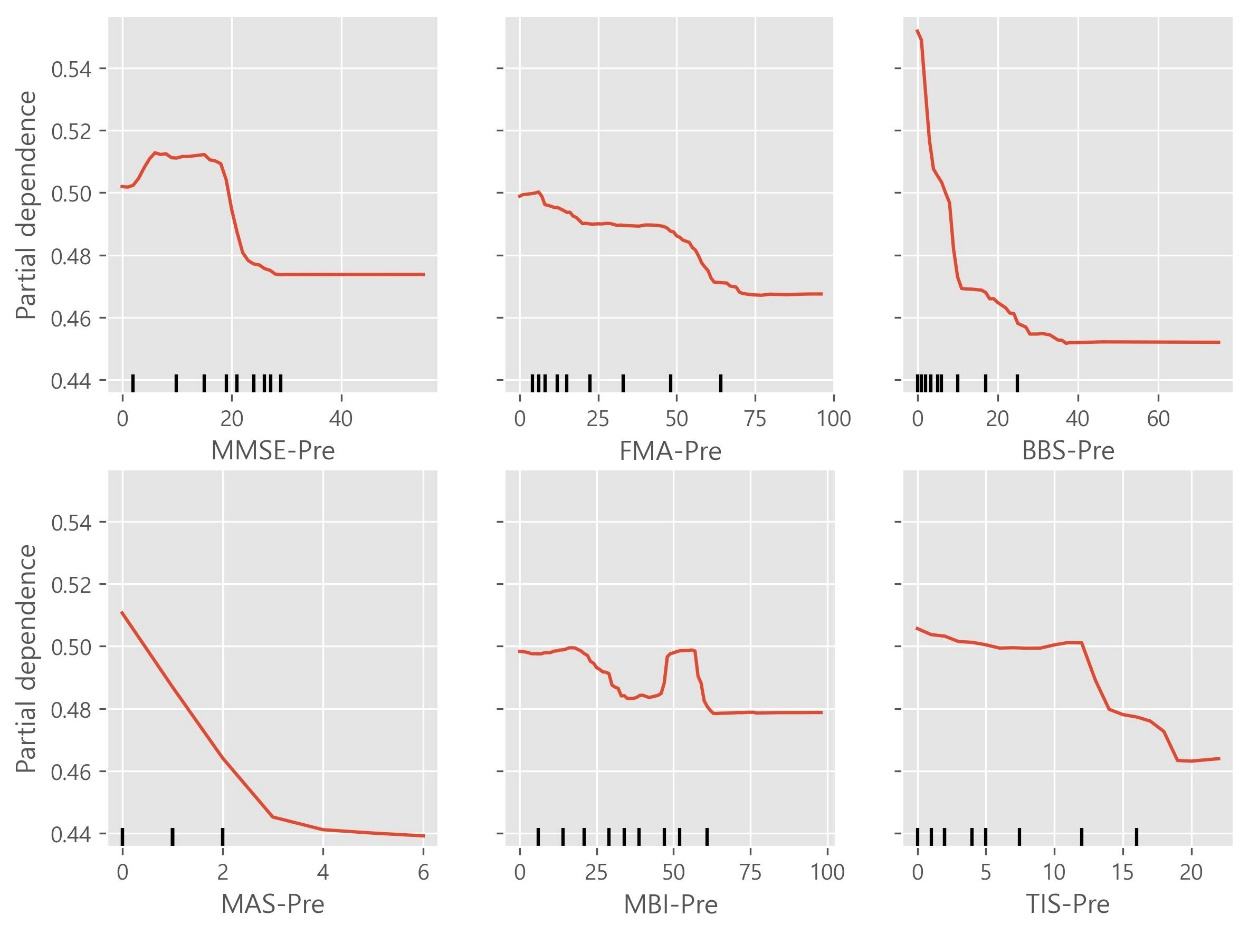 Partial dependence
0.54
0.52
0.50
0.48
0.46
0.44
0 20 40
MMSE-Pre
0 25 50 75 100
FMA-Pre
0 20 40 60
BBS-Pre
Partial dependence
0.54
0.52
0.50
0.48
0.46
0.44
0 2 4 6
MAS-Pre
0 25 50 75 100
MBI-Pre
0 5 10 15 20
TIS-Pre